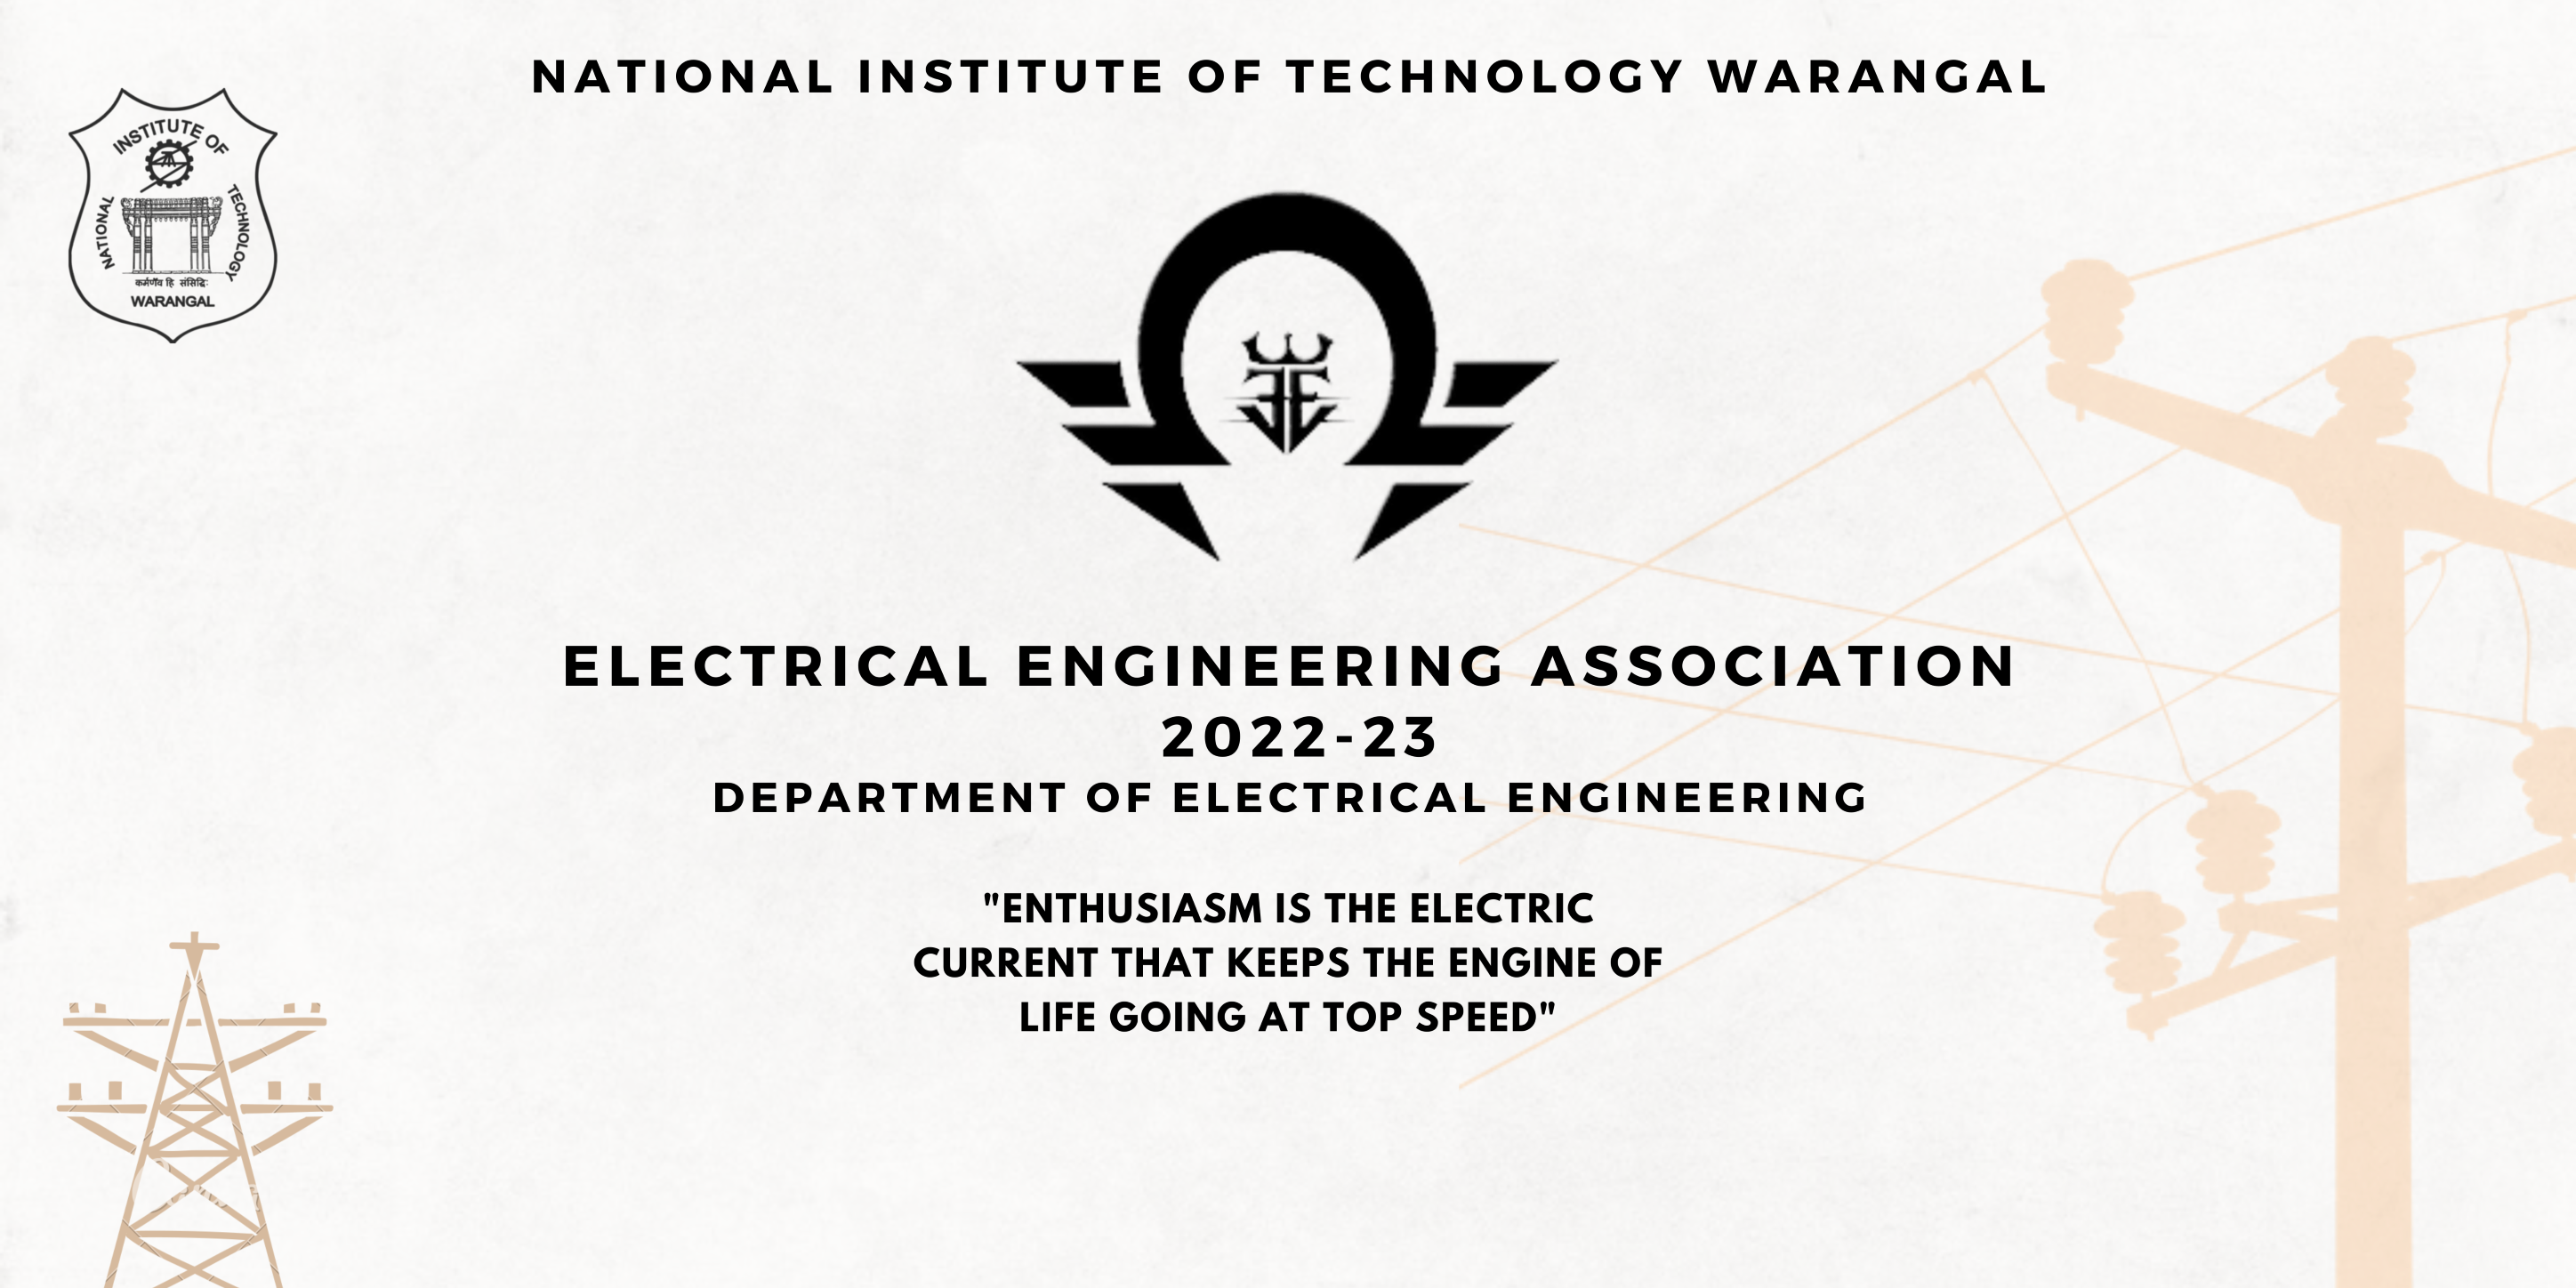 NATIONAL INSTITUTE OF TECHNOLOGY WARANGAL
INSTITUTE OF
NATIONAL
TECHNOLOGY
कर्मणैव हि संसिद्धिः
WARANGAL
ELECTRICAL ENGINEERING ASSOCIATION
2022-23
DEPARTMENT OF ELECTRICAL ENGINEERING
"ENTHUSIASM IS THE ELECTRIC
CURRENT THAT KEEPS THE ENGINE OF
LIFE GOING AT TOP SPEED"